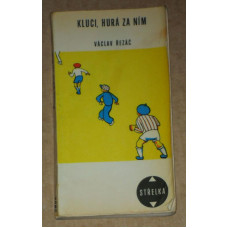 KLUCI, HURÁ ZA NÍM
VÁCLAV ŘEZÁČ
STŘELKA